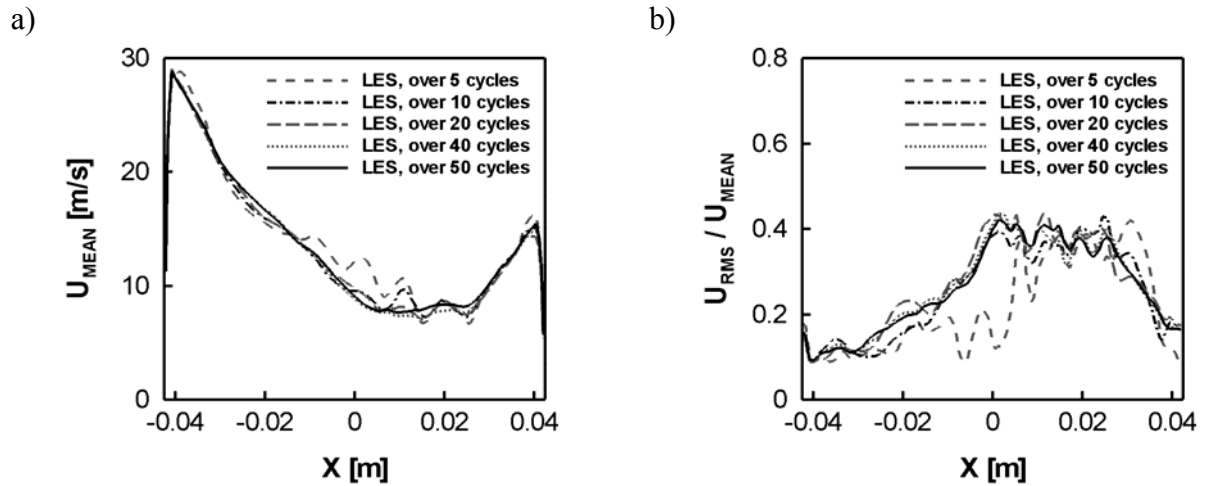 a)
30
20
10
0
U_MEAN [m/s]
LES, over 5 cycles
LES, over 10 cycles
LES, over 20 cycles
LES, over 40 cycles
LES, over 50 cycles
-0.04 -0.02 0 0.02 0.04
X [m]
b)
0.8
0.6
0.4
0.2
0
U_RMS / U_MEAN
LES, over 5 cycles
LES, over 10 cycles
LES, over 20 cycles
LES, over 40 cycles
LES, over 50 cycles
-0.04 -0.02 0 0.02 0.04
X [m]